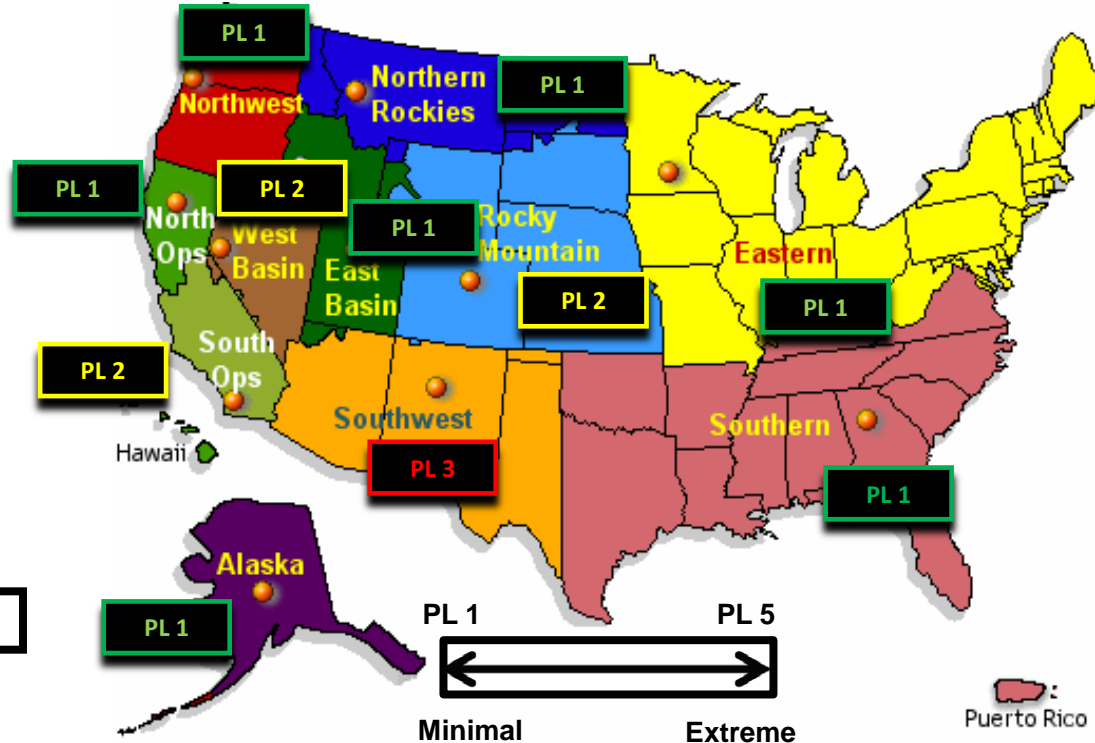 PL 1
Northern
Rockies
PL 1
Northwest
PL 1
PL 2
North
Ops
West
Basin
PL 1
Rocky
Mountain
Eastern
East
Basin
PL 2
PL 1
South
Ops
PL 2
Southwest
Southern
Hawaii
PL 3
PL 1
Alaska
PL 1
PL 1
PL 5
Minimal
Extreme
Puerto Rico